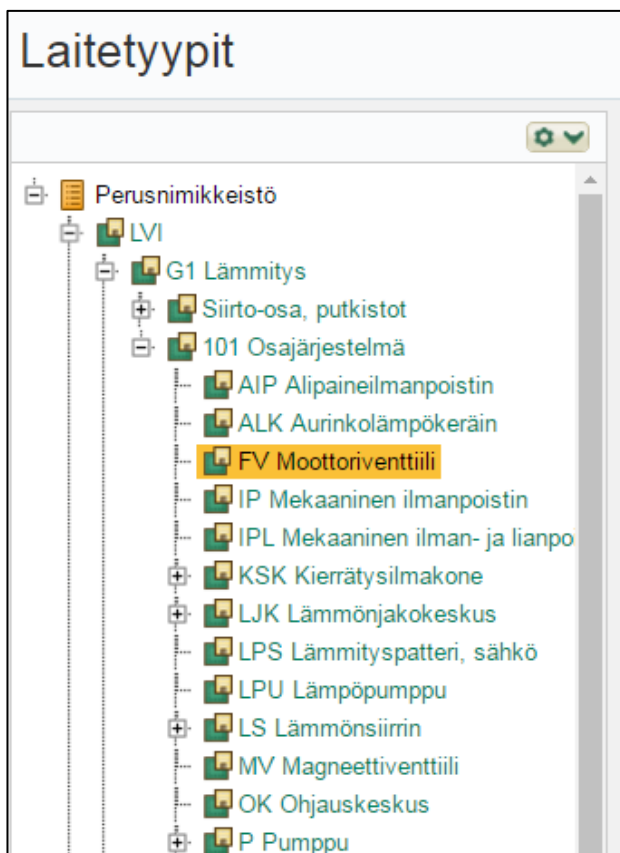 Laitetyypit
Perusnimikkeistö
LVI
G1 Lämmitys
Siirto-osa, putkistot
101 Osajärjestelmä
AIP Alipaineilmanpoistin
ALK Aurinkolämpökeräin
FV Moottoriventtiili
IP Mekaaninen ilmanpoistin
IPL Mekaaninen ilman- ja lianpo
KSK Kierrätysilmakone
LJK Lämmönjakokeskus
LPS Lämmityspatteri, sähkö
LPU Lämpöpumppu
LS Lämmönsiirrin
MV Magneettiventtiili
OK Ohjauskeskus
P Pumppu